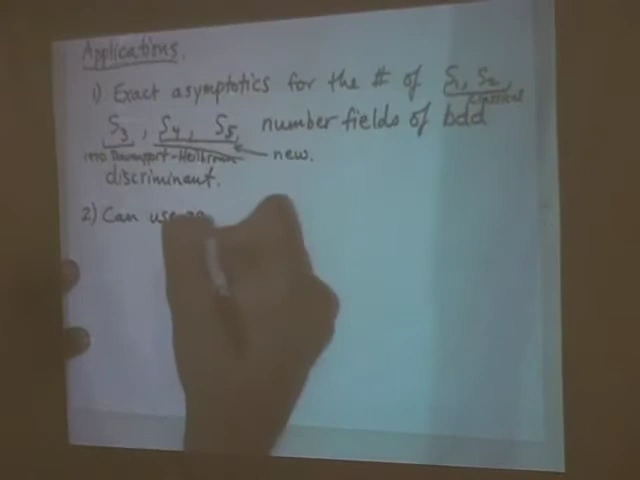 Applications.
1) Exact asymptotics for the # of S1, S2,
classical
S3, S4, S5, number fields of bdd
Davenport-Heilbronn new.
discriminant.
2) Can use